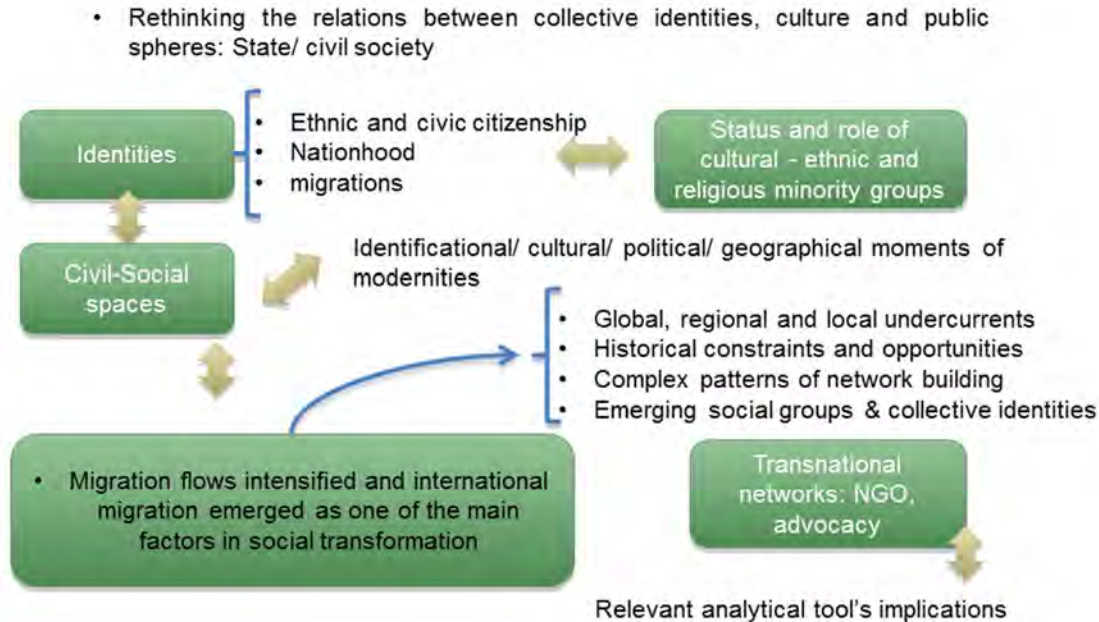 • Rethinking the relations between collective identities, culture and public
spheres: State/ civil society
Identities
• Ethnic and civic citizenship
• Nationhood
• migrations
Status and role of
cultural - ethnic and
religious minority groups
Civil-Social
spaces
Identificational/ cultural/ political/ geographical moments of
modernities
• Global, regional and local undercurrents
• Historical constraints and opportunities
• Complex patterns of network building
• Emerging social groups & collective identities
• Migration flows intensified and international
migration emerged as one of the main
factors in social transformation
Transnational
networks: NGO,
advocacy
Relevant analytical tool's implications